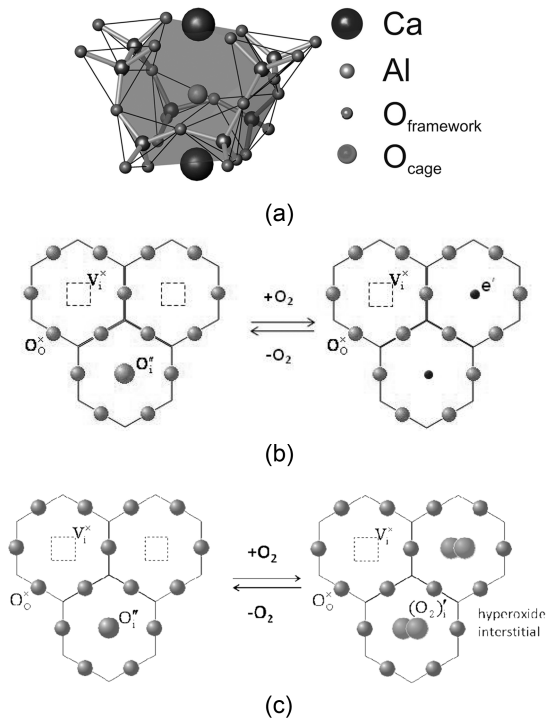 Ca
Al
O framework
O cage
(a)
V i × V i × e′
+O₂
-O₂
O O × O i ″ O O ×
(b)
V i × V i ×
+O₂
-O₂
O O × O i ″ O O × (O₂) i ′ hyperoxide
interstitial
(c)